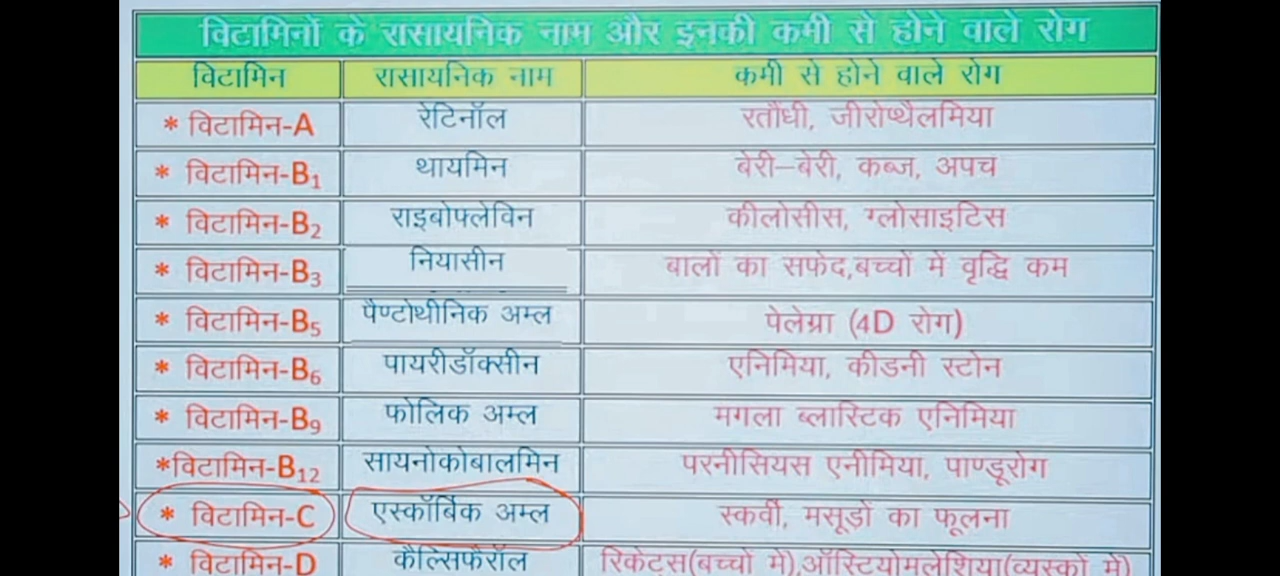 विटामिनों के रासायनिक नाम और इनकी कमी से होने वाले रोग
विटामिन रासायनिक नाम कमी से होने वाले रोग
* विटामिन-A रेटिनॉल रतौंधी, जीरोप्थैलमिया
* विटामिन-B₁ थायमिन बेरी–बेरी, कब्ज, अपच
* विटामिन-B₂ राइबोफ्लेविन कीलोसीस, ग्लोसाइटिस
* विटामिन-B₃ नियासीन बालों का सफेद,बच्चों में वृद्धि कम
* विटामिन-B₅ पैण्टोथीनिक अम्ल पेलेग्रा (4D रोग)
* विटामिन-B₆ पायरीडॉक्सीन एनिमिया, कीडनी स्टोन
* विटामिन-B₉ फोलिक अम्ल मगला ब्लास्टिक एनिमिया
*विटामिन-B₁₂ सायनोकोबालमिन परनीसियस एनीमिया, पाण्डूरोग
* विटामिन-C एस्कॉर्बिक अम्ल स्कर्वी, मसूड़ों का फूलना
* विटामिन-D कैल्सिफेरॉल रिकेट्स(बच्चों में),ऑस्टियोमलेशिया(व्यस्कों में)